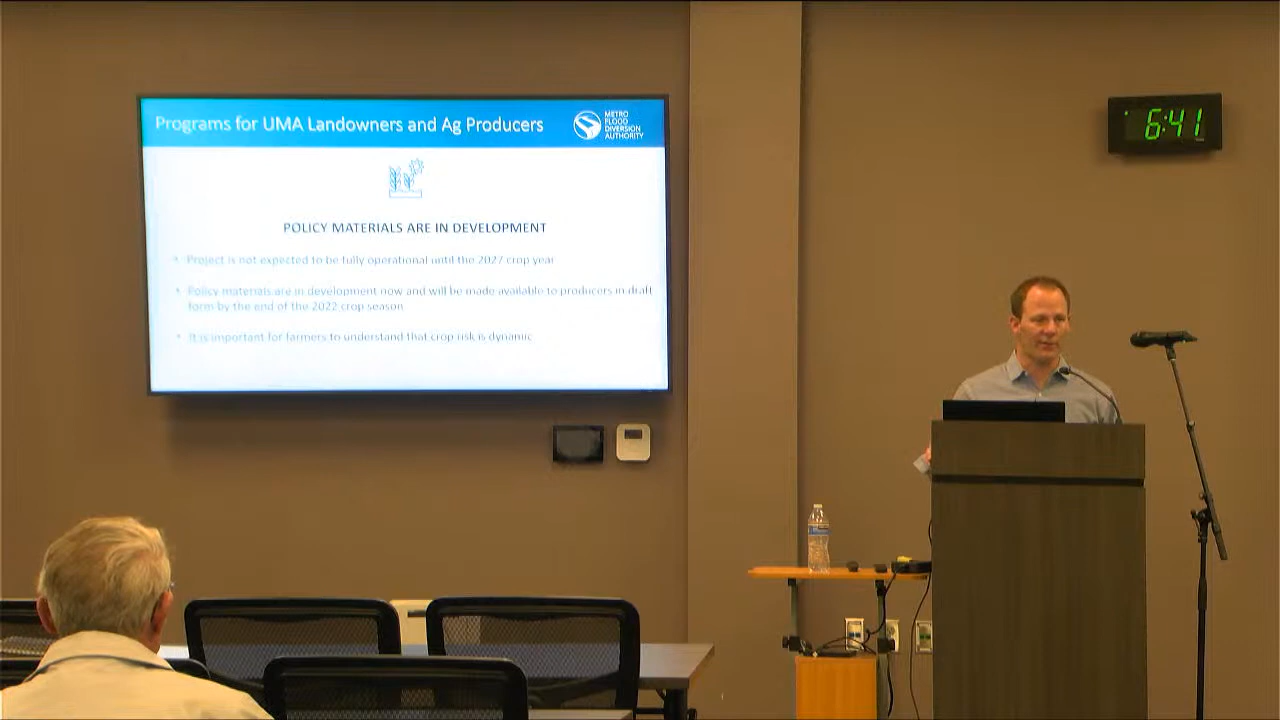 Programs for UMA Landowners and Ag Producers
METRO
FLOOD
DIVERSION
AUTHORITY
6:41
POLICY MATERIALS ARE IN DEVELOPMENT
• Project is not expected to be fully operational until the 2027 crop year
• Policy materials are in development now and will be made available to producers in draft
form by the end of the 2022 crop season
• It is important for farmers to understand that crop risk is dynamic